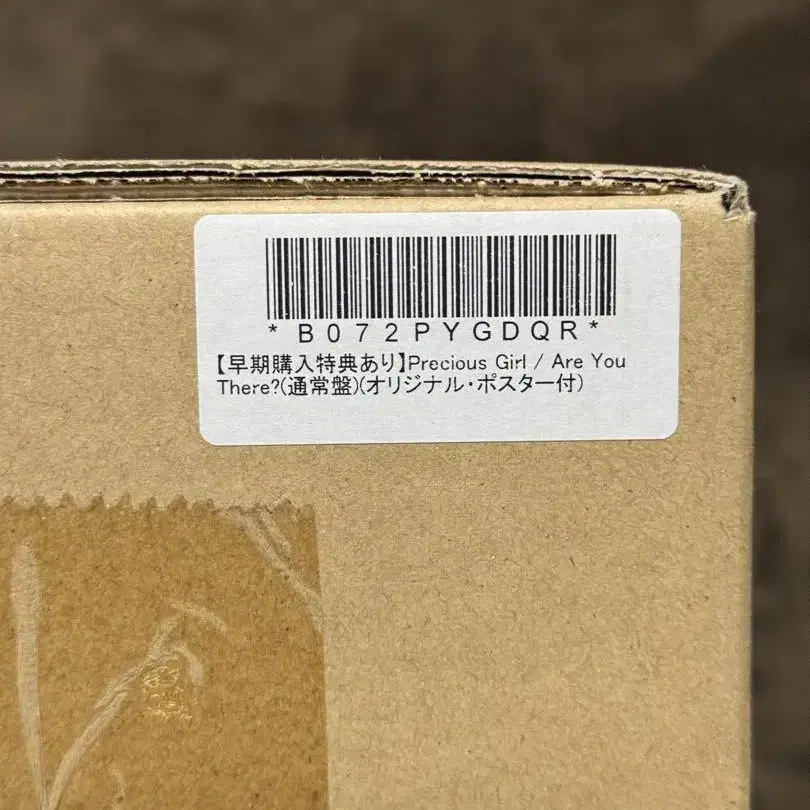 *B072PYGDQR*
【早期購入特典あり】Precious Girl / Are You
There?(通常盤)(オリジナル・ポスター付)